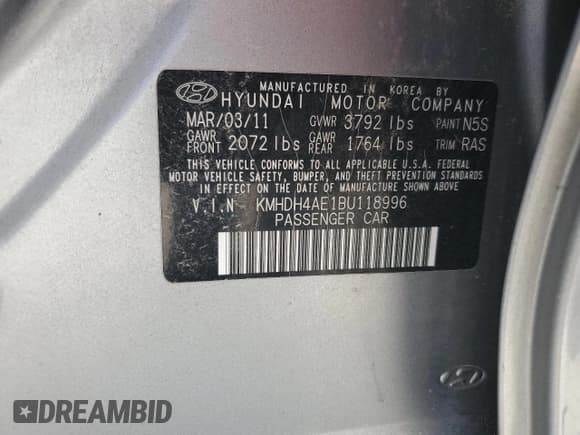 MANUFACTURED IN KOREA BY
HYUNDAI MOTOR COMPANY
MAR/03/11 GVWR 3792 lbs PAINT N5S
GAWR FRONT 2072 lbs GAWR REAR 1764 lbs TRIM RAS
THIS VEHICLE CONFORMS TO ALL APPLICABLE U.S.A. FEDERAL
MOTOR VEHICLE SAFETY, BUMPER, AND THEFT PREVENTION STANDARDS
IN EFFECT ON THE DATE OF MANUFACTURE SHOWN ABOVE.
V.I.N KMHDH4AE1BU118996
PASSENGER CAR
DREAMBID